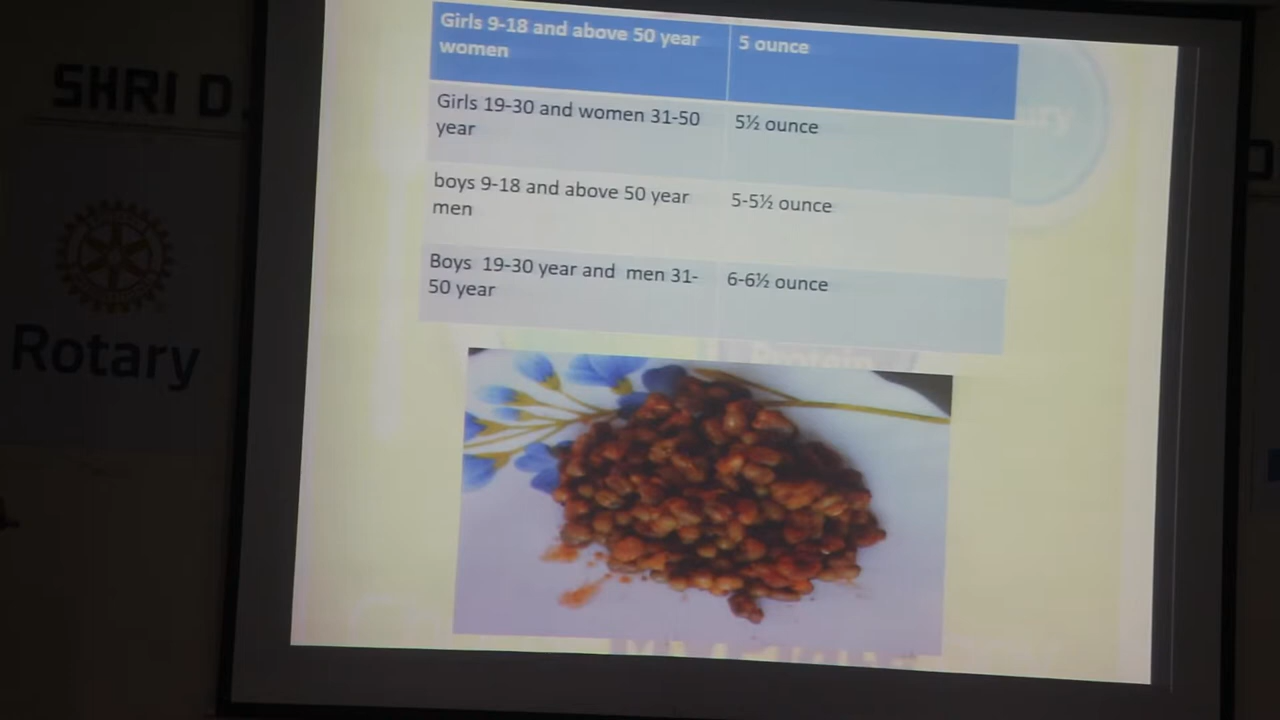 SHRI D.
Rotary
Girls 9-18 and above 50 year
women
5 ounce
Girls 19-30 and women 31-50
year
5½ ounce
boys 9-18 and above 50 year
men
5-5½ ounce
Boys 19-30 year and men 31-
50 year
6-6½ ounce
Protein